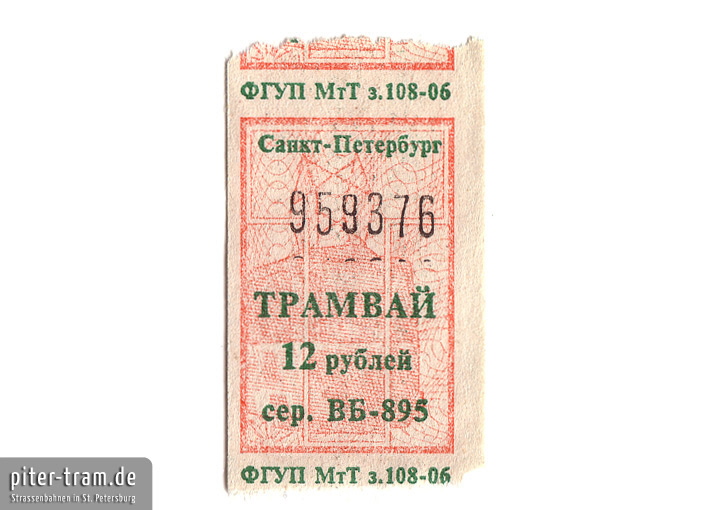 ФГУП МтТ з.108-06
Санкт-Петербург
959376
ТРАМВАЙ
12 рублей
сер. ВБ-895
ФГУП МтТ з.108-06
piter-tram.de
Strassenbahnen in St. Petersburg